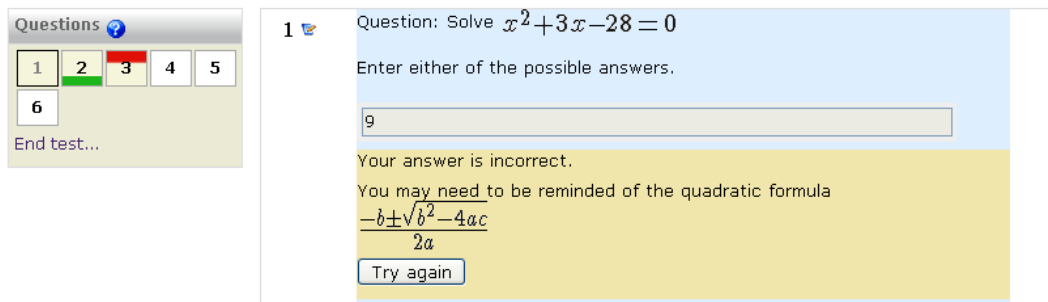 Questions
1 2 3 4 5
6
End test...
1
Question: Solve x²+3x−28=0
Enter either of the possible answers.
9
Your answer is incorrect.
You may need to be reminded of the quadratic formula
−b±√b²−4ac
2a
Try again